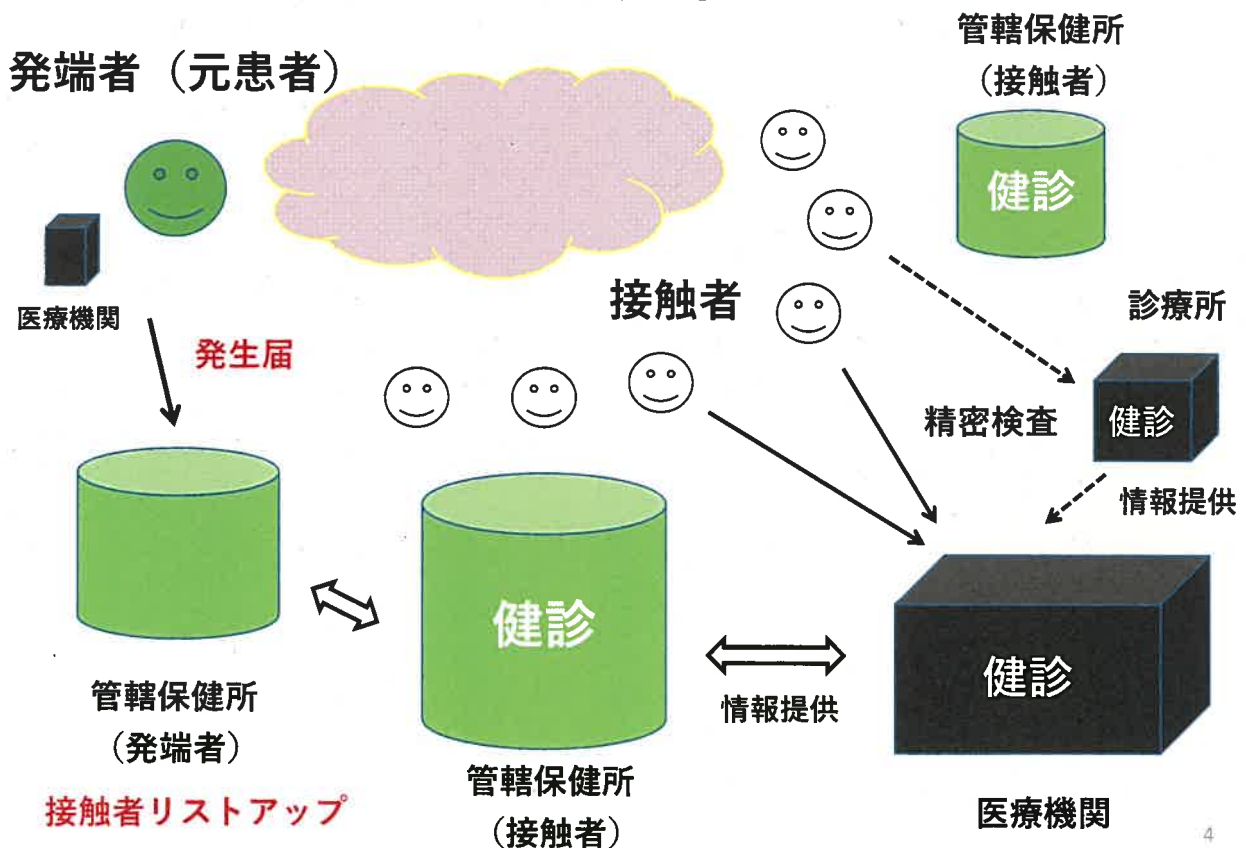 発端者（元患者）
管轄保健所
（接触者）
健診
医療機関
接触者
診療所
発生届
精密検査
健診
情報提供
健診
健診
情報提供
管轄保健所
（発端者）
接触者リストアップ
管轄保健所
（接触者）
医療機関
4